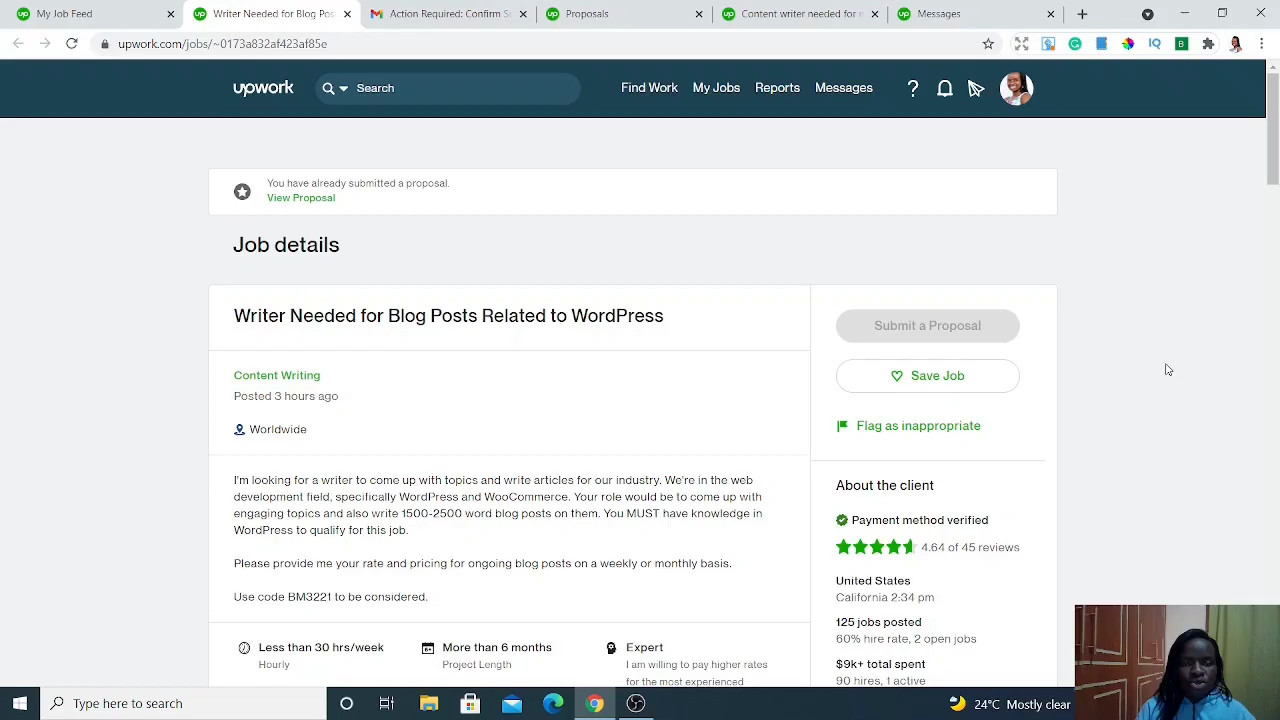 My Feed
Writer Needed for Blog Pos
Action Required: Confirm Sc
Proposals
Content writer needed for n
Messages
upwork.com/jobs/~0173a832af423af85c
upwork
Search
Find Work
My Jobs
Reports
Messages
You have already submitted a proposal.
View Proposal
Job details
Writer Needed for Blog Posts Related to WordPress
Submit a Proposal
Content Writing
Save Job
Posted 3 hours ago
Worldwide
Flag as inappropriate
I'm looking for a writer to come up with topics and write articles for our industry. We're in the web
development field, specifically WordPress and WooCommerce. Your role would be to come up with
engaging topics and also write 1500-2500 word blog posts on them. You MUST have knowledge in
WordPress to qualify for this job.
Please provide me your rate and pricing for ongoing blog posts on a weekly or monthly basis.
Use code BM3221 to be considered.
About the client
Payment method verified
4.64 of 45 reviews
United States
California 2:34 pm
125 jobs posted
60% hire rate, 2 open jobs
$9k+ total spent
90 hires, 1 active
Less than 30 hrs/week
Hourly
More than 6 months
Project Length
Expert
I am willing to pay higher rates
for the most experienced
Type here to search
24°C Mostly clear